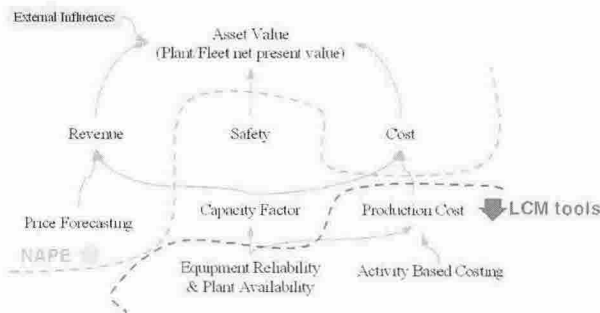 External Influences
Asset Value
(Plant/Fleet net present value)
Revenue
Safety
Cost
Price Forecasting
Capacity Factor
Production Cost
LCM tools
NAPE
Equipment Reliability
& Plant Availability
Activity Based Costing